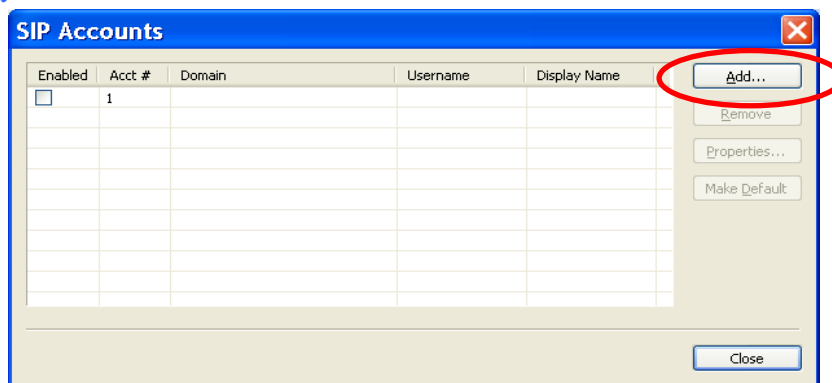 SIP Accounts
Enabled Acct # Domain Username Display Name Add...
1
Remove
Properties...
Make Default
Close